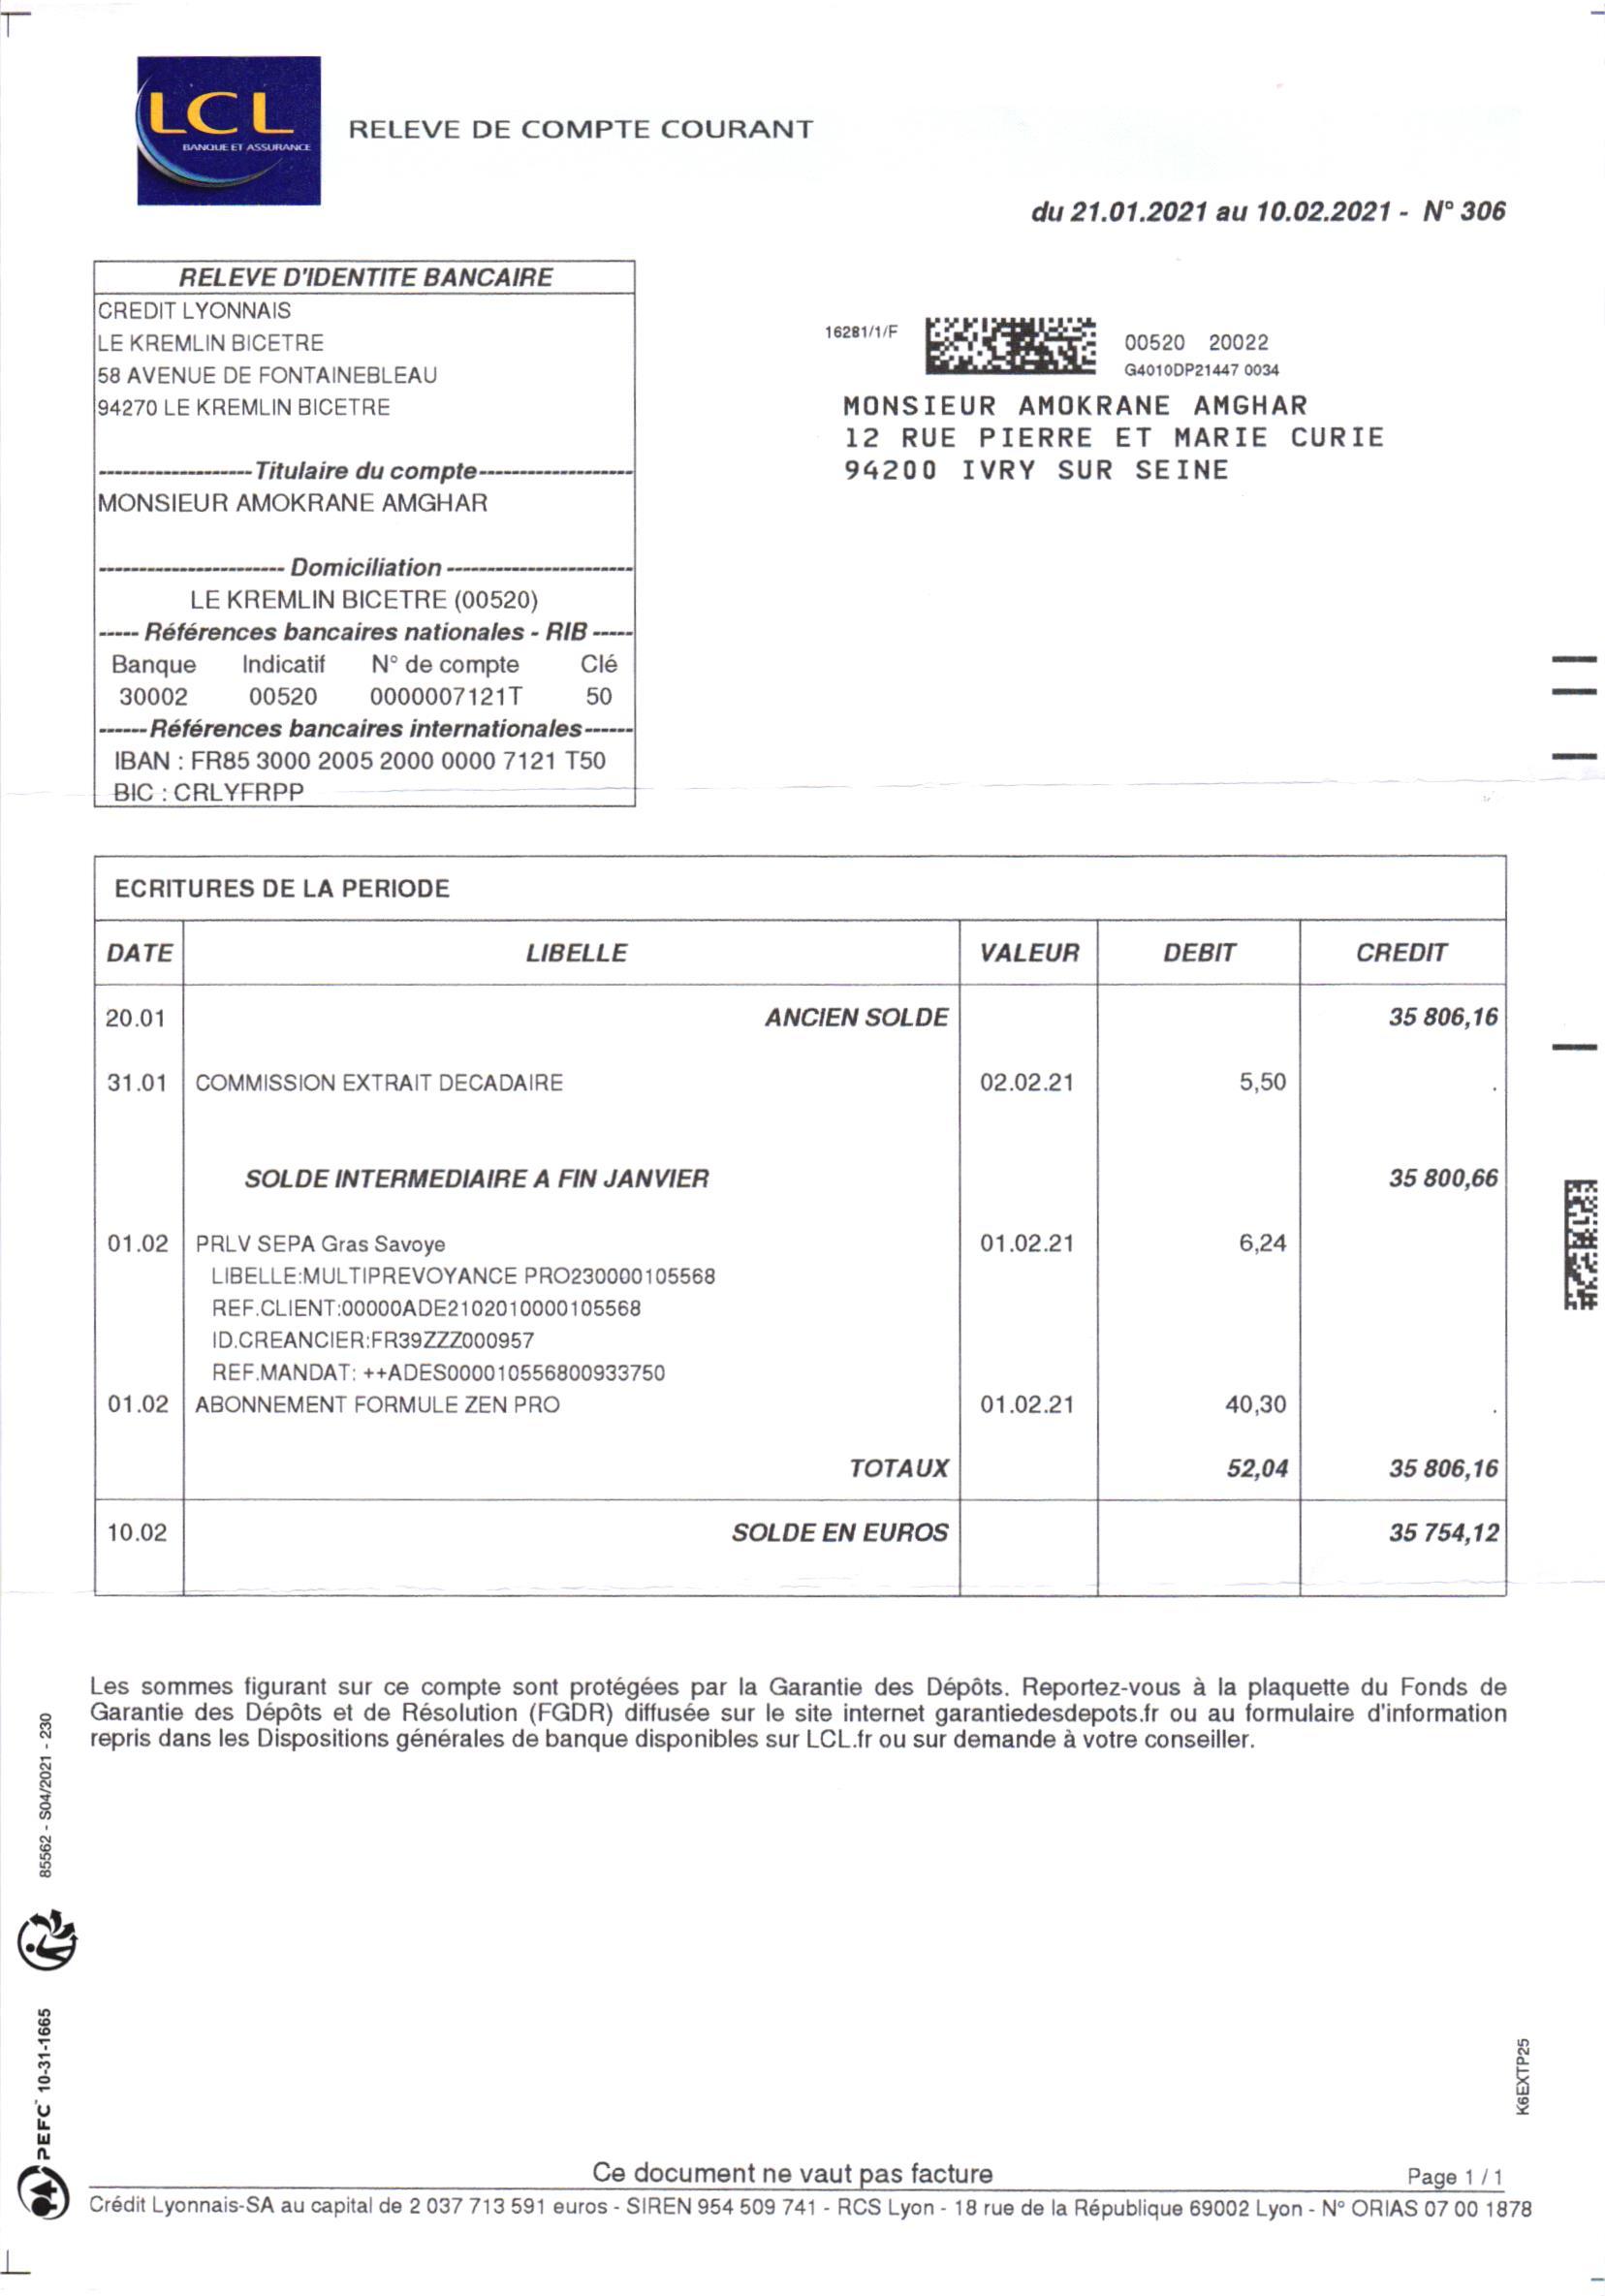 LCL
BANQUE ET ASSURANCE
RELEVE DE COMPTE COURANT
du 21.01.2021 au 10.02.2021 - N° 306
RELEVE D'IDENTITE BANCAIRE
CREDIT LYONNAIS
LE KREMLIN BICETRE
58 AVENUE DE FONTAINEBLEAU
94270 LE KREMLIN BICETRE
Titulaire du compte
MONSIEUR AMOKRANE AMGHAR
Domiciliation
LE KREMLIN BICETRE (00520)
Références bancaires nationales - RIB
Banque Indicatif N° de compte Clé
30002 00520 0000007121T 50
Références bancaires internationales
IBAN : FR85 3000 2005 2000 0000 7121 T50
BIC : CRLYFRPP
16281/1/F
00520 20022
G4010DP21447 0034
MONSIEUR AMOKRANE AMGHAR
12 RUE PIERRE ET MARIE CURIE
94200 IVRY SUR SEINE
ECRITURES DE LA PERIODE
DATE LIBELLE VALEUR DEBIT CREDIT
20.01 ANCIEN SOLDE 35 806,16
31.01 COMMISSION EXTRAIT DECADAIRE 02.02.21 5,50 .
SOLDE INTERMEDIAIRE A FIN JANVIER 35 800,66
01.02 PRLV SEPA Gras Savoye 01.02.21 6,24
LIBELLE:MULTIPREVOYANCE PRO230000105568
REF.CLIENT:00000ADE2102010000105568
ID.CREANCIER:FR39ZZZ000957
REF.MANDAT: ++ADES000010556800933750
01.02 ABONNEMENT FORMULE ZEN PRO 01.02.21 40,30 .
TOTAUX 52,04 35 806,16
10.02 SOLDE EN EUROS 35 754,12
Les sommes figurant sur ce compte sont protégées par la Garantie des Dépôts. Reportez-vous à la plaquette du Fonds de
Garantie des Dépôts et de Résolution (FGDR) diffusée sur le site internet garantiedesdepots.fr ou au formulaire d'information
repris dans les Dispositions générales de banque disponibles sur LCL.fr ou sur demande à votre conseiller.
85562 - S04/2021 - 230
PEFC™ 10-31-1665
K6EXTP25
Ce document ne vaut pas facture
Page 1 / 1
Crédit Lyonnais-SA au capital de 2 037 713 591 euros - SIREN 954 509 741 - RCS Lyon - 18 rue de la République 69002 Lyon - N° ORIAS 07 00 1878